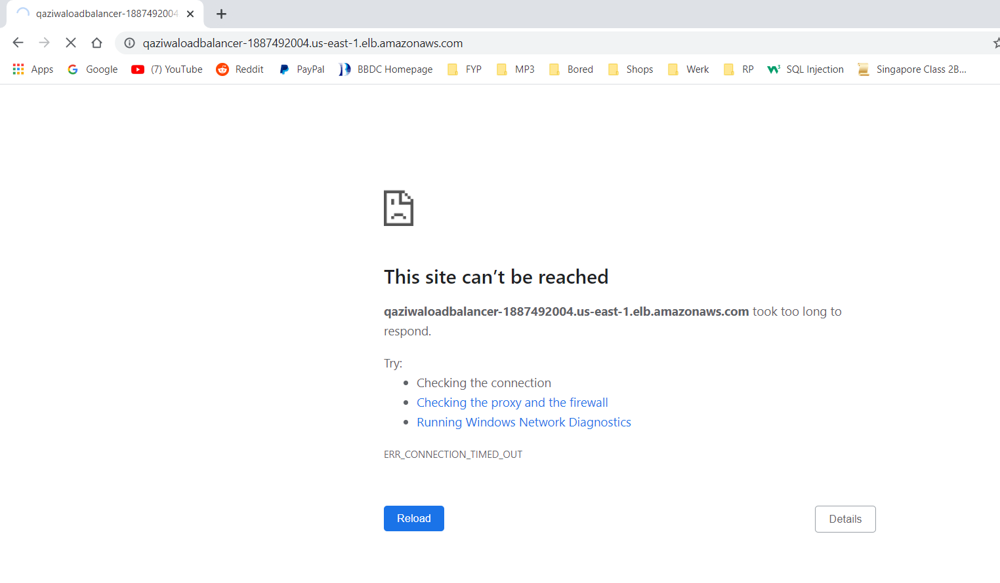 qaziwaloadbalancer-1887492004
qaziwaloadbalancer-1887492004.us-east-1.elb.amazonaws.com
Apps Google (7) YouTube Reddit PayPal BBDC Homepage FYP MP3 Bored Shops Werk RP SQL Injection Singapore Class 2B...
This site can’t be reached
qaziwaloadbalancer-1887492004.us-east-1.elb.amazonaws.com took too long to
respond.
Try:
Checking the connection
Checking the proxy and the firewall
Running Windows Network Diagnostics
ERR_CONNECTION_TIMED_OUT
Reload Details